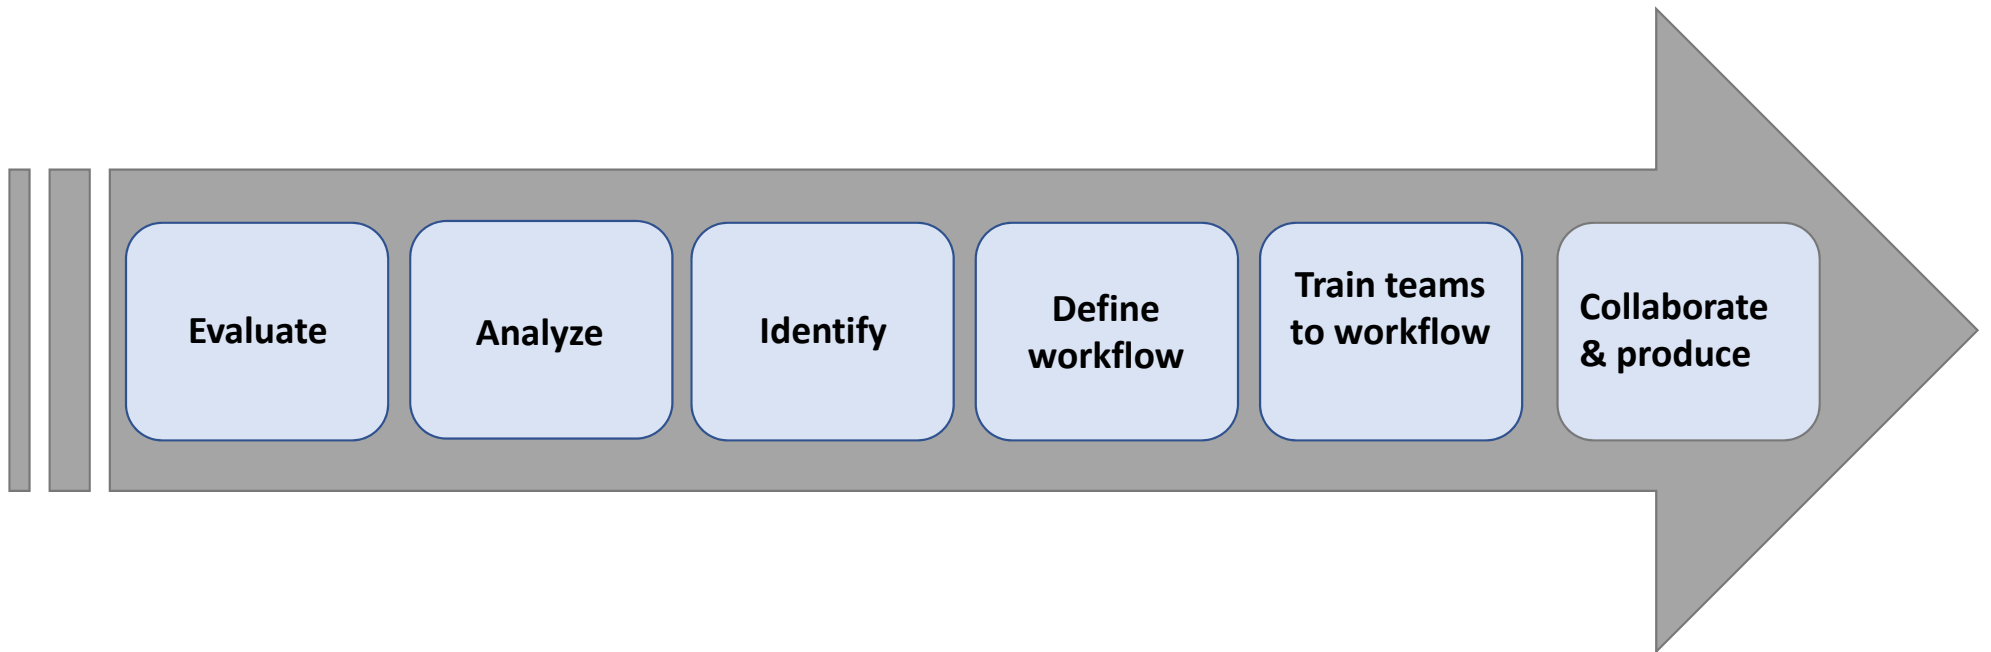 Evaluate
Analyze
Identify
Define
workflow
Train teams
to workflow
Collaborate
& produce